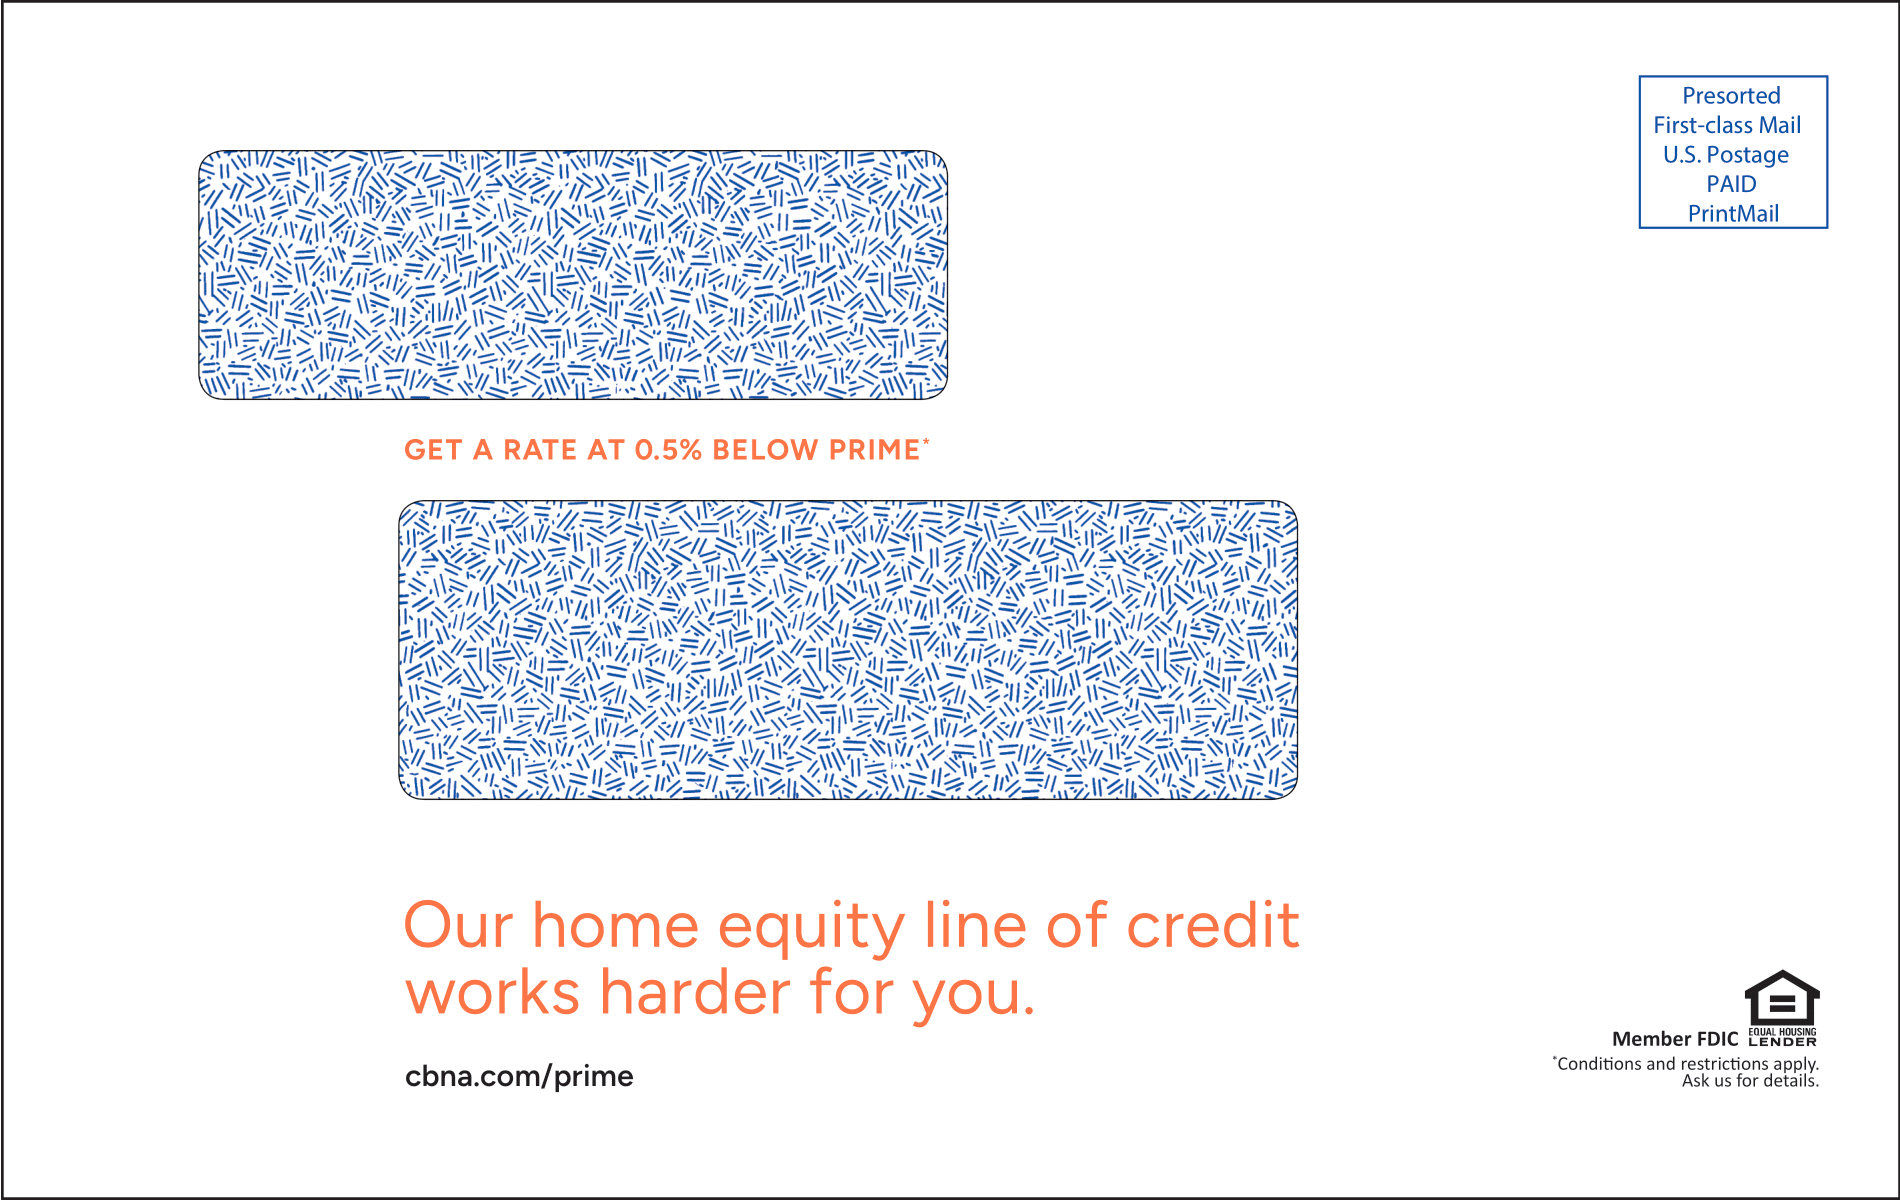 Presorted
First-class Mail
U.S. Postage
PAID
PrintMail
GET A RATE AT 0.5% BELOW PRIME*
Our home equity line of credit
works harder for you.
cbna.com/prime
Member FDIC
EQUAL HOUSING
LENDER
*Conditions and restrictions apply.
Ask us for details.